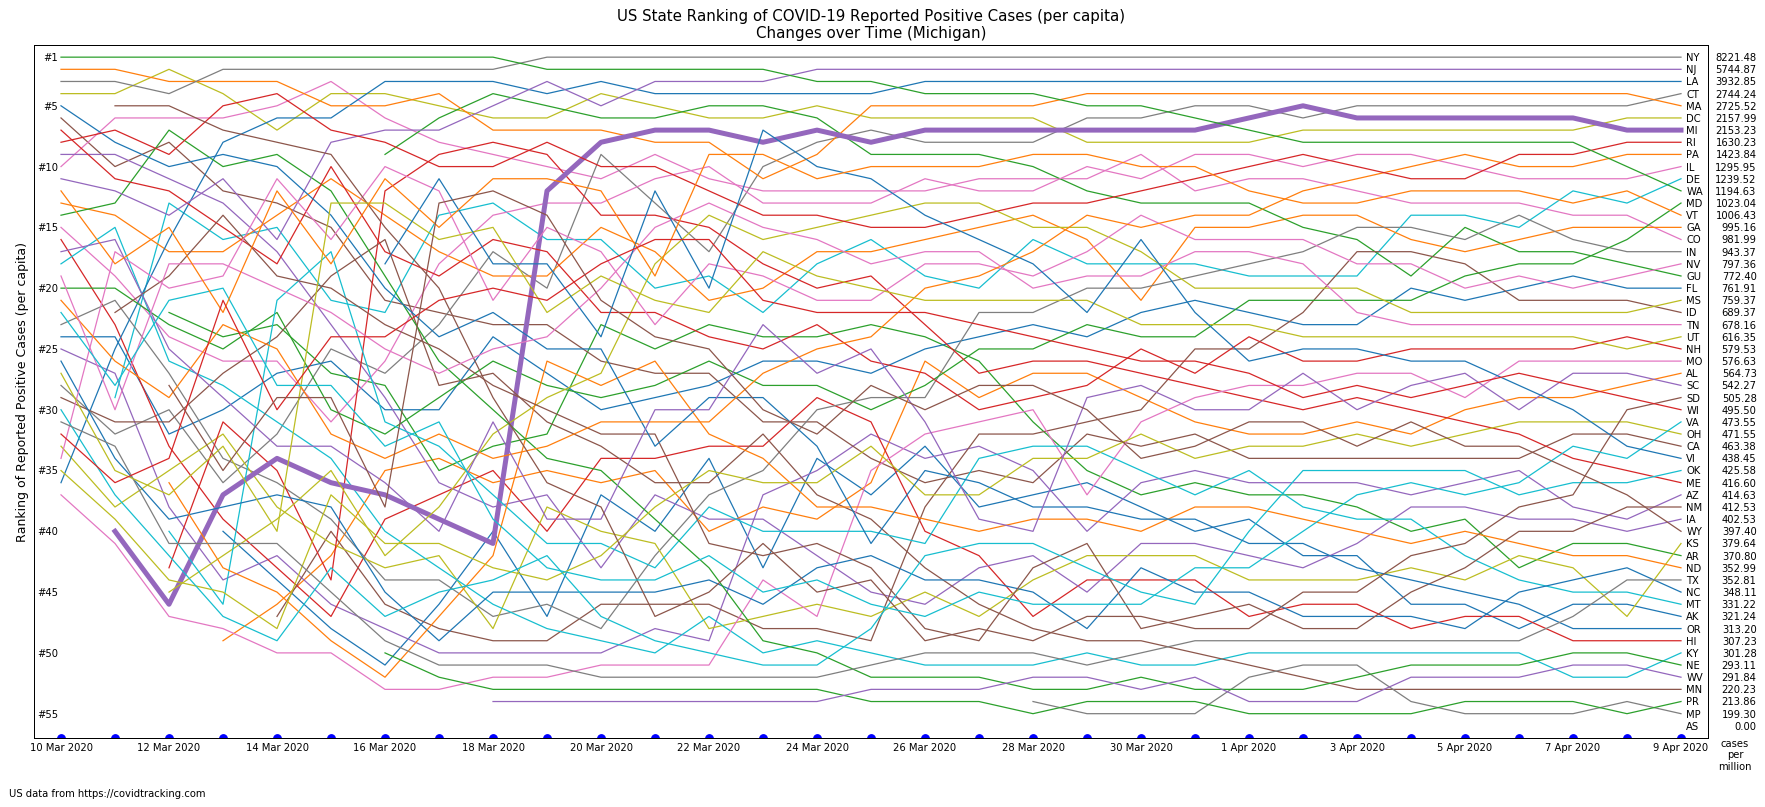 US State Ranking of COVID-19 Reported Positive Cases (per capita)
Changes over Time (Michigan)
Ranking of Reported Positive Cases (per capita)
#1
#5
#10
#15
#20
#25
#30
#35
#40
#45
#50
#55
NY 8221.48
NJ 5744.87
LA 3932.85
CT 2744.24
MA 2725.52
DC 2157.99
MI 2153.23
RI 1630.23
PA 1423.84
IL 1295.95
DE 1239.52
WA 1194.63
MD 1023.04
VT 1006.43
GA 995.16
CO 981.99
IN 943.37
NV 797.36
GU 772.40
FL 761.91
MS 759.37
ID 689.37
TN 678.16
UT 616.35
NH 579.53
MO 576.63
AL 564.73
SC 542.27
SD 505.28
WI 495.50
VA 473.55
OH 471.55
CA 463.38
VI 438.45
OK 425.58
ME 416.60
AZ 414.63
NM 412.53
IA 402.53
WY 397.40
KS 379.64
AR 370.80
ND 352.99
TX 352.81
NC 348.11
MT 331.22
AK 321.24
OR 313.20
HI 307.23
KY 301.28
NE 293.11
WV 291.84
MN 220.23
PR 213.86
MP 199.30
AS 0.00
10 Mar 2020
12 Mar 2020
14 Mar 2020
16 Mar 2020
18 Mar 2020
20 Mar 2020
22 Mar 2020
24 Mar 2020
26 Mar 2020
28 Mar 2020
30 Mar 2020
1 Apr 2020
3 Apr 2020
5 Apr 2020
7 Apr 2020
9 Apr 2020
cases
per
million
US data from https://covidtracking.com